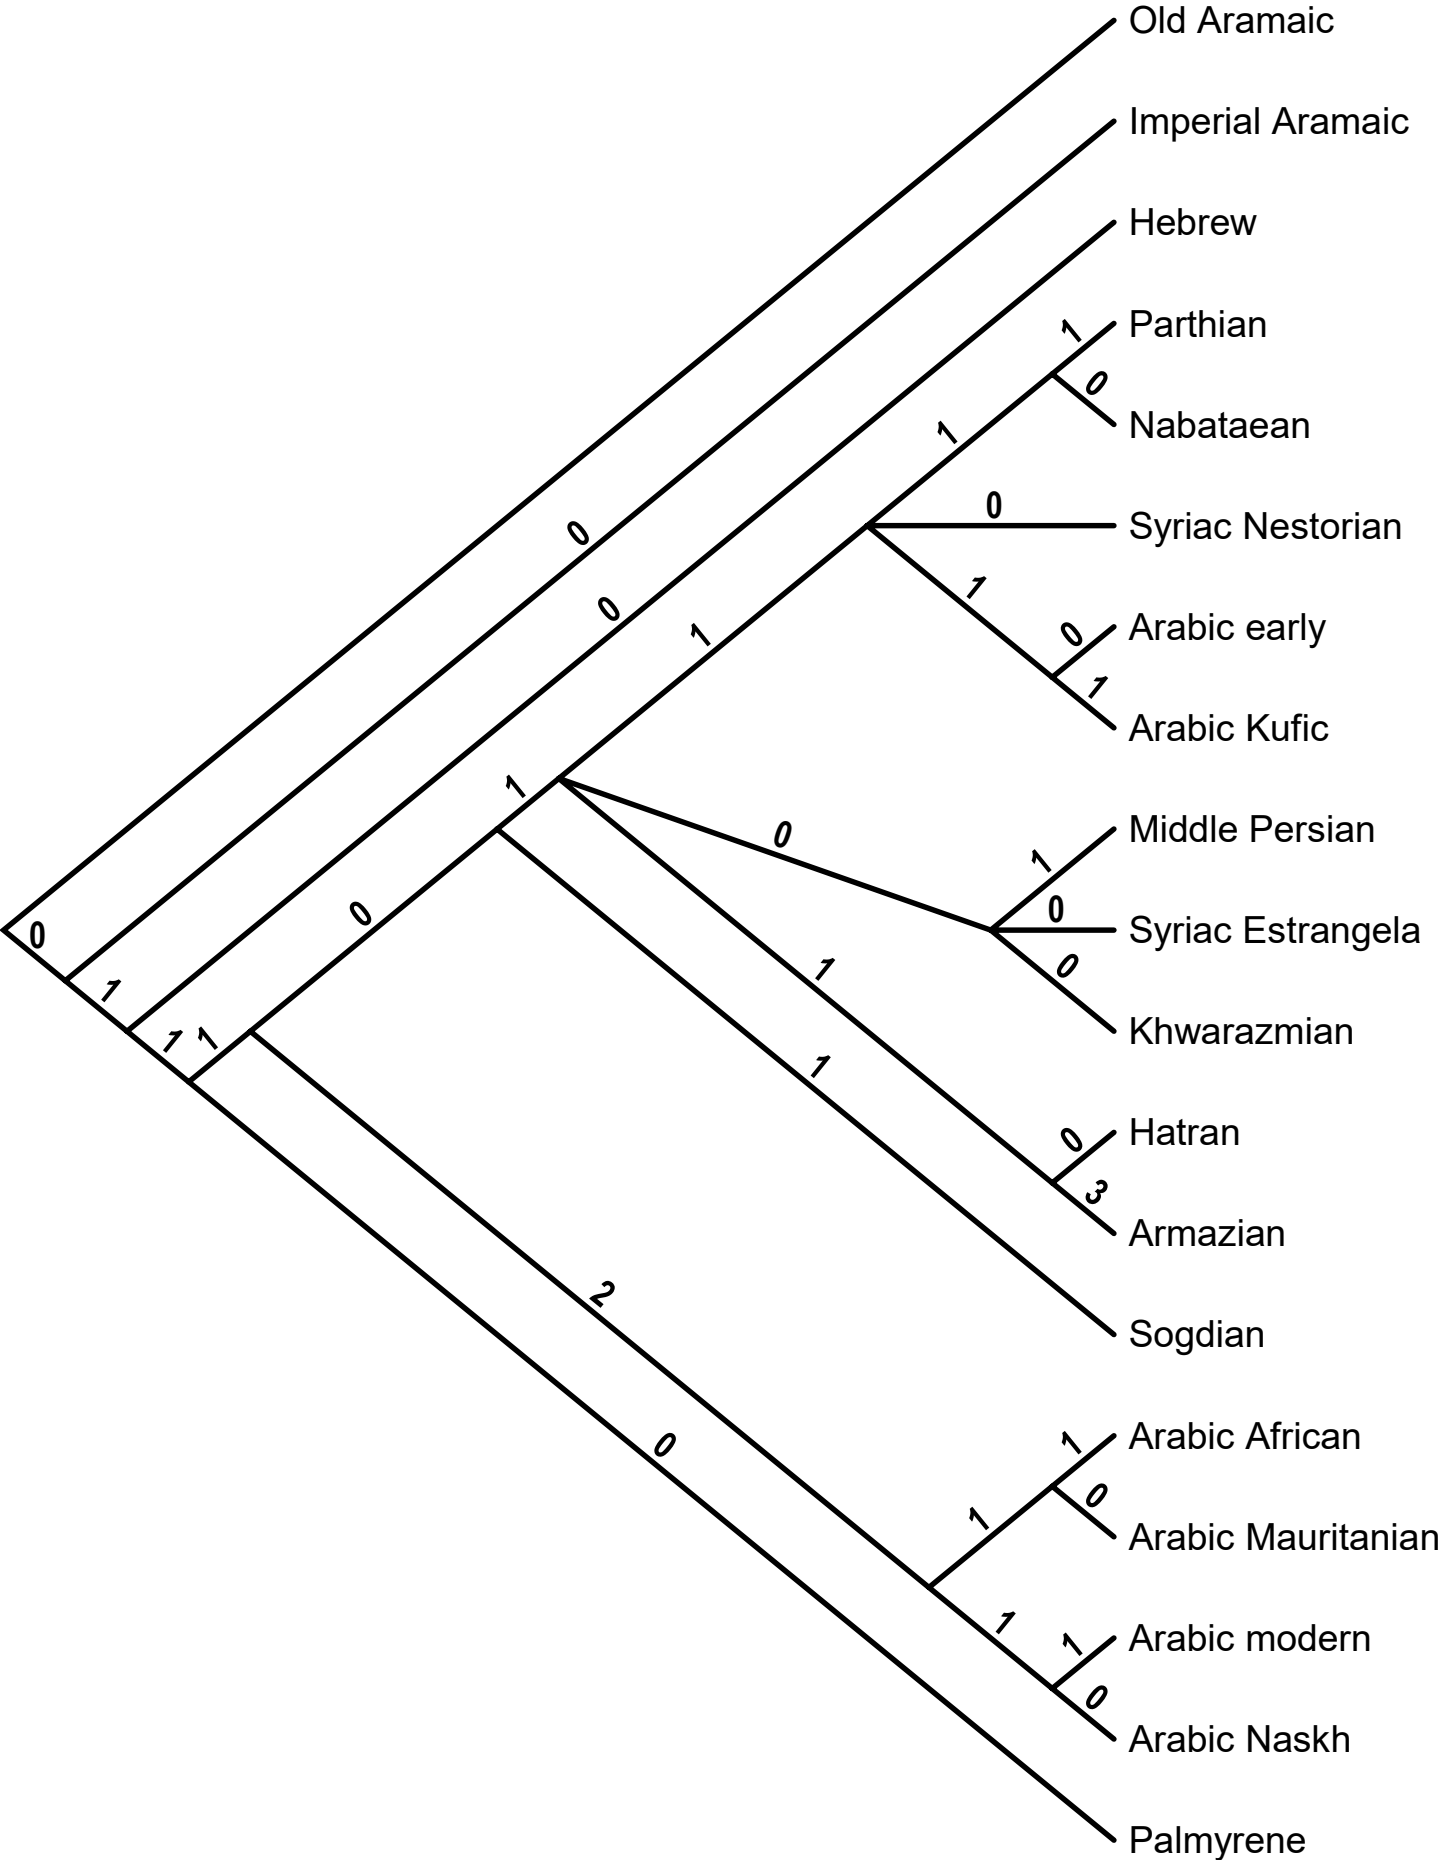 Old Aramaic
Imperial Aramaic
Hebrew
1 Parthian
0 Nabataean
1
0 Syriac Nestorian
0
1
0
0 Arabic early
1
1 Arabic Kufic
1
0 Middle Persian
1
0
0 Syriac Estrangela
0
0
1
0 Khwarazmian
1
1 1
1
0 Hatran
3 Armazian
2
Sogdian
1 Arabic African
0
0 Arabic Mauritanian
1
1
1 Arabic modern
0 Arabic Naskh
Palmyrene